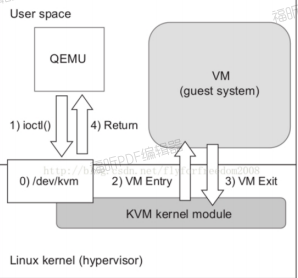 User space
QEMU
VM
(guest system)
1) ioctl()
4) Return
0) /dev/kvm
2) VM Entry
3) VM Exit
KVM kernel module
Linux kernel (hypervisor)